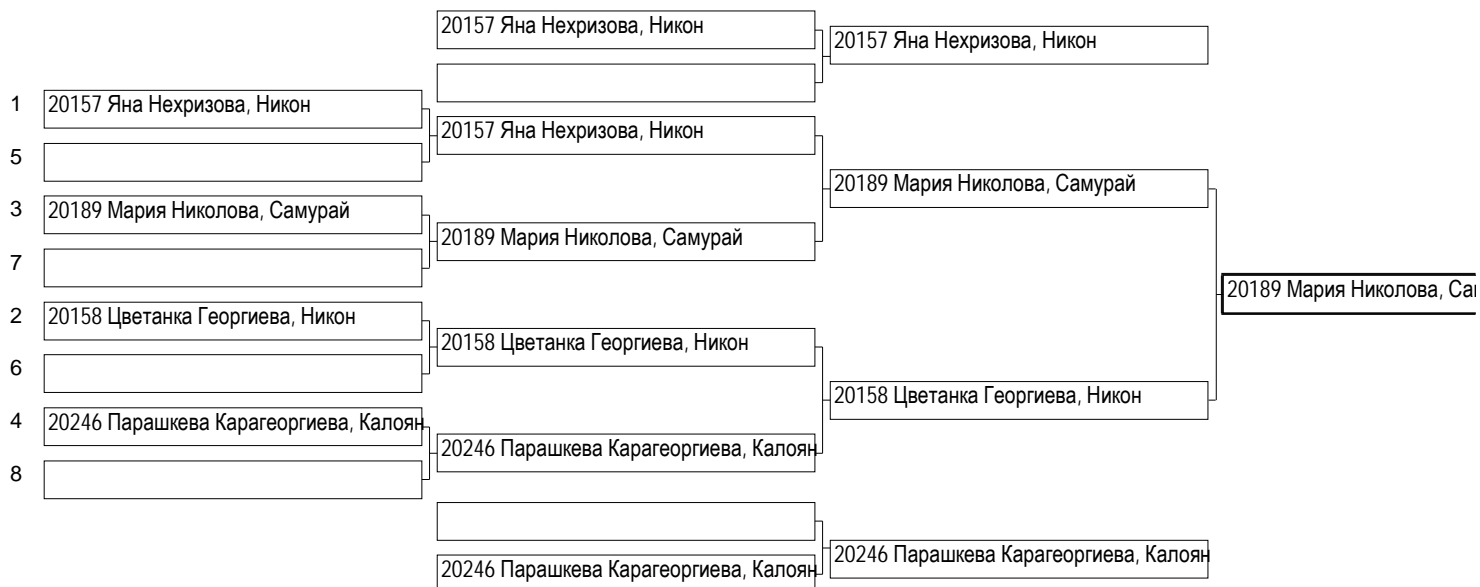 20157 Яна Нехризова, Никон
20157 Яна Нехризова, Никон
1 20157 Яна Нехризова, Никон
20157 Яна Нехризова, Никон
5
20189 Мария Николова, Самурай
3 20189 Мария Николова, Самурай
20189 Мария Николова, Самурай
7
20189 Мария Николова, Са
2 20158 Цветанка Георгиева, Никон
20158 Цветанка Георгиева, Никон
6
20158 Цветанка Георгиева, Никон
4 20246 Парашкева Карагеоргиева, Калоян
20246 Парашкева Карагеоргиева, Калоян
8
20246 Парашкева Карагеоргиева, Калоян
20246 Парашкева Карагеоргиева, Калоян